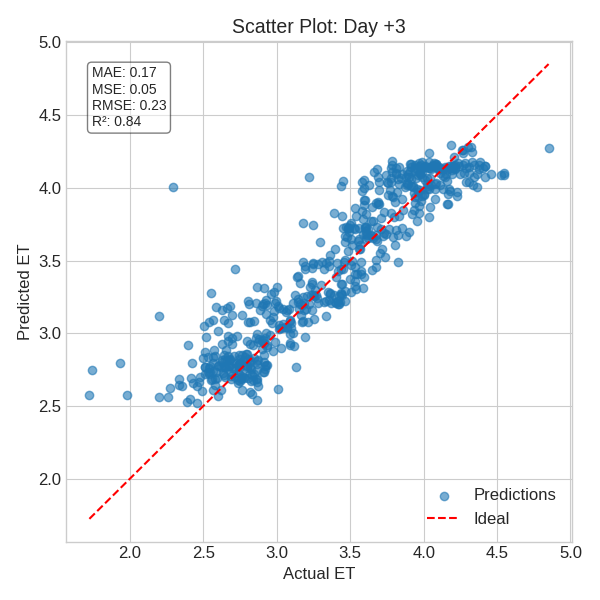 Scatter Plot: Day +3
MAE: 0.17
MSE: 0.05
RMSE: 0.23
R²: 0.84
5.0
4.5
4.0
3.5
3.0
2.5
2.0
Predicted ET
Predictions
Ideal
2.0 2.5 3.0 3.5 4.0 4.5 5.0
Actual ET